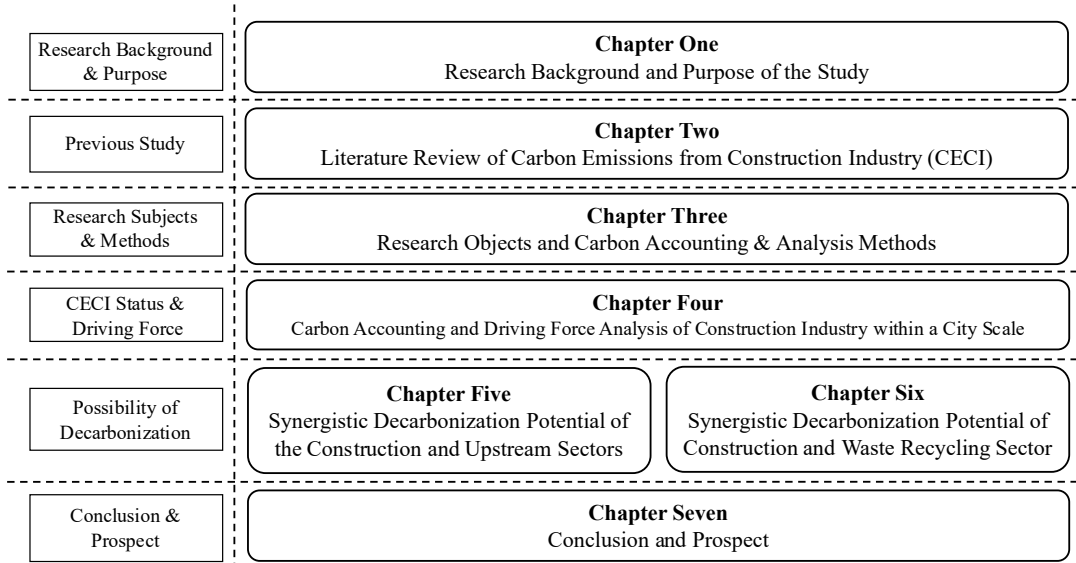 Research Background
& Purpose
Chapter One
Research Background and Purpose of the Study
Previous Study
Chapter Two
Literature Review of Carbon Emissions from Construction Industry (CECI)
Research Subjects
& Methods
Chapter Three
Research Objects and Carbon Accounting & Analysis Methods
CECI Status &
Driving Force
Chapter Four
Carbon Accounting and Driving Force Analysis of Construction Industry within a City Scale
Possibility of
Decarbonization
Chapter Five
Synergistic Decarbonization Potential of
the Construction and Upstream Sectors
Chapter Six
Synergistic Decarbonization Potential of
Construction and Waste Recycling Sector
Conclusion &
Prospect
Chapter Seven
Conclusion and Prospect